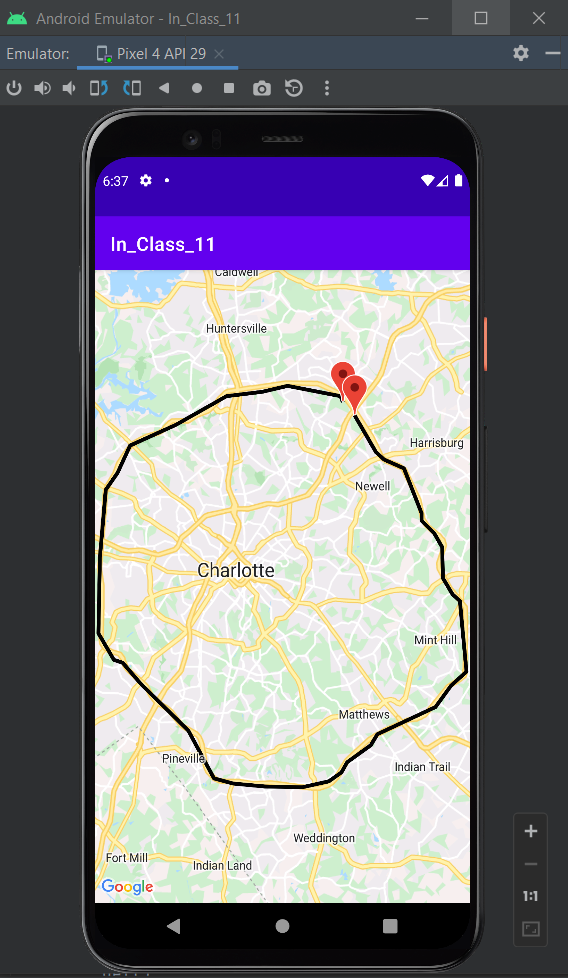 Android Emulator - In_Class_11
Emulator: Pixel 4 API 29
6:37
In_Class_11
Caldwell
Huntersville
Harrisburg
Newell
Charlotte
Mint Hill
Matthews
Pineville
Indian Trail
Weddington
Fort Mill
Indian Land
Google
1:1